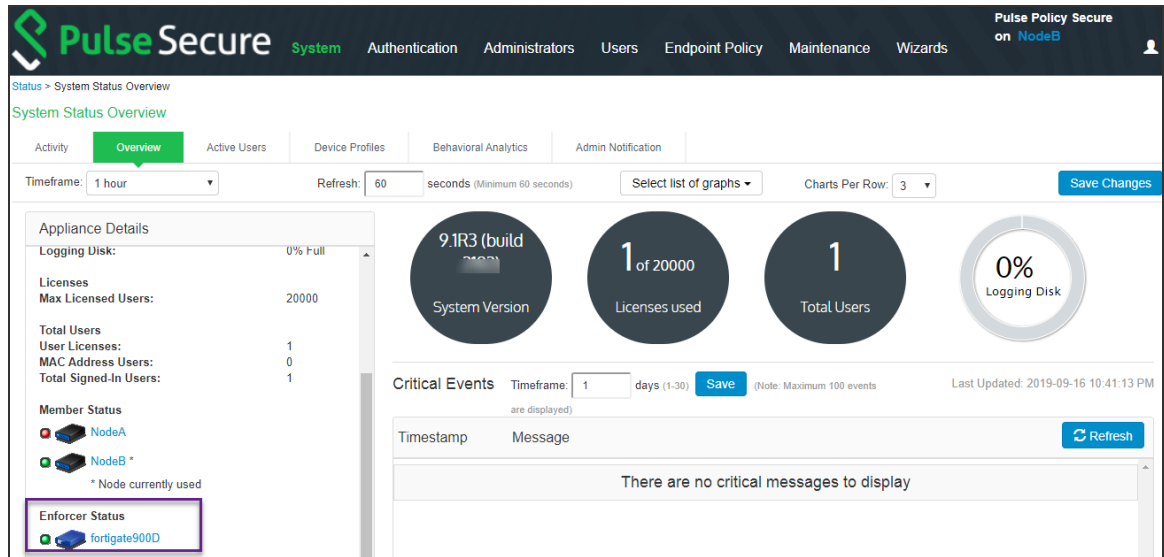 Pulse Secure
System Authentication Administrators Users Endpoint Policy Maintenance Wizards
Pulse Policy Secure
on NodeB
Status > System Status Overview
System Status Overview
Activity Overview Active Users Device Profiles Behavioral Analytics Admin Notification
Timeframe: 1 hour Refresh: 60 seconds (Minimum 60 seconds) Select list of graphs Charts Per Row: 3 Save Changes
Appliance Details
Logging Disk: 0% Full
Licenses
Max Licensed Users: 20000
Total Users
User Licenses: 1
MAC Address Users: 0
Total Signed-In Users: 1
Member Status
NodeA
NodeB *
* Node currently used
Enforcer Status
fortigate900D
9.1R3 (build
System Version
1 of 20000
Licenses used
1
Total Users
0%
Logging Disk
Critical Events Timeframe: 1 days (1-30) Save (Note: Maximum 100 events
are displayed)
Last Updated: 2019-09-16 10:41:13 PM
Timestamp Message Refresh
There are no critical messages to display